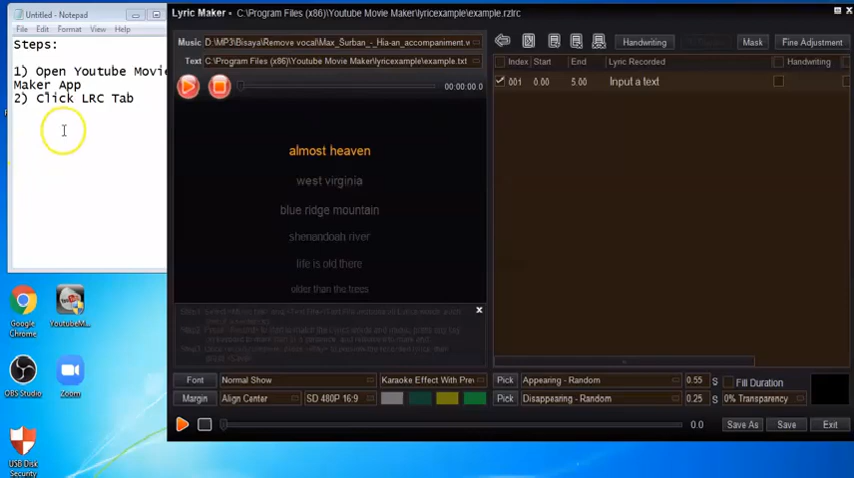 Untitled - Notepad
File Edit Format View Help
Steps:
1) Open Youtube Movie
Maker App
2) Click LRC Tab
Google
Chrome
YoutubeM...
OBS Studio
Zoom
USB Disk
Security
Lyric Maker - C:\Program Files (x86)\Youtube Movie Maker\lyricexample\example.rzlrc
Music D:\MP3\Bisaya\Remove vocal\Max_Surban_-_Hia-an_accompaniment.w
Text C:\Program Files (x86)\Youtube Movie Maker\lyricexample\example.txt
00:00:00.0
almost heaven
west virginia
blue ridge mountain
shenandoah river
life is old there
older than the trees
x
Handwriting
Mask
Fine Adjustment
Index Start End Lyric Recorded Handwriting
001 0.00 5.00 Input a text
Font Normal Show Karaoke Effect With Prev
Pick Appearing - Random 0.55 S Fill Duration
Margin Align Center SD 480P 16:9
Pick Disappearing - Random 0.25 S 0% Transparency
0.0 Save As Save Exit